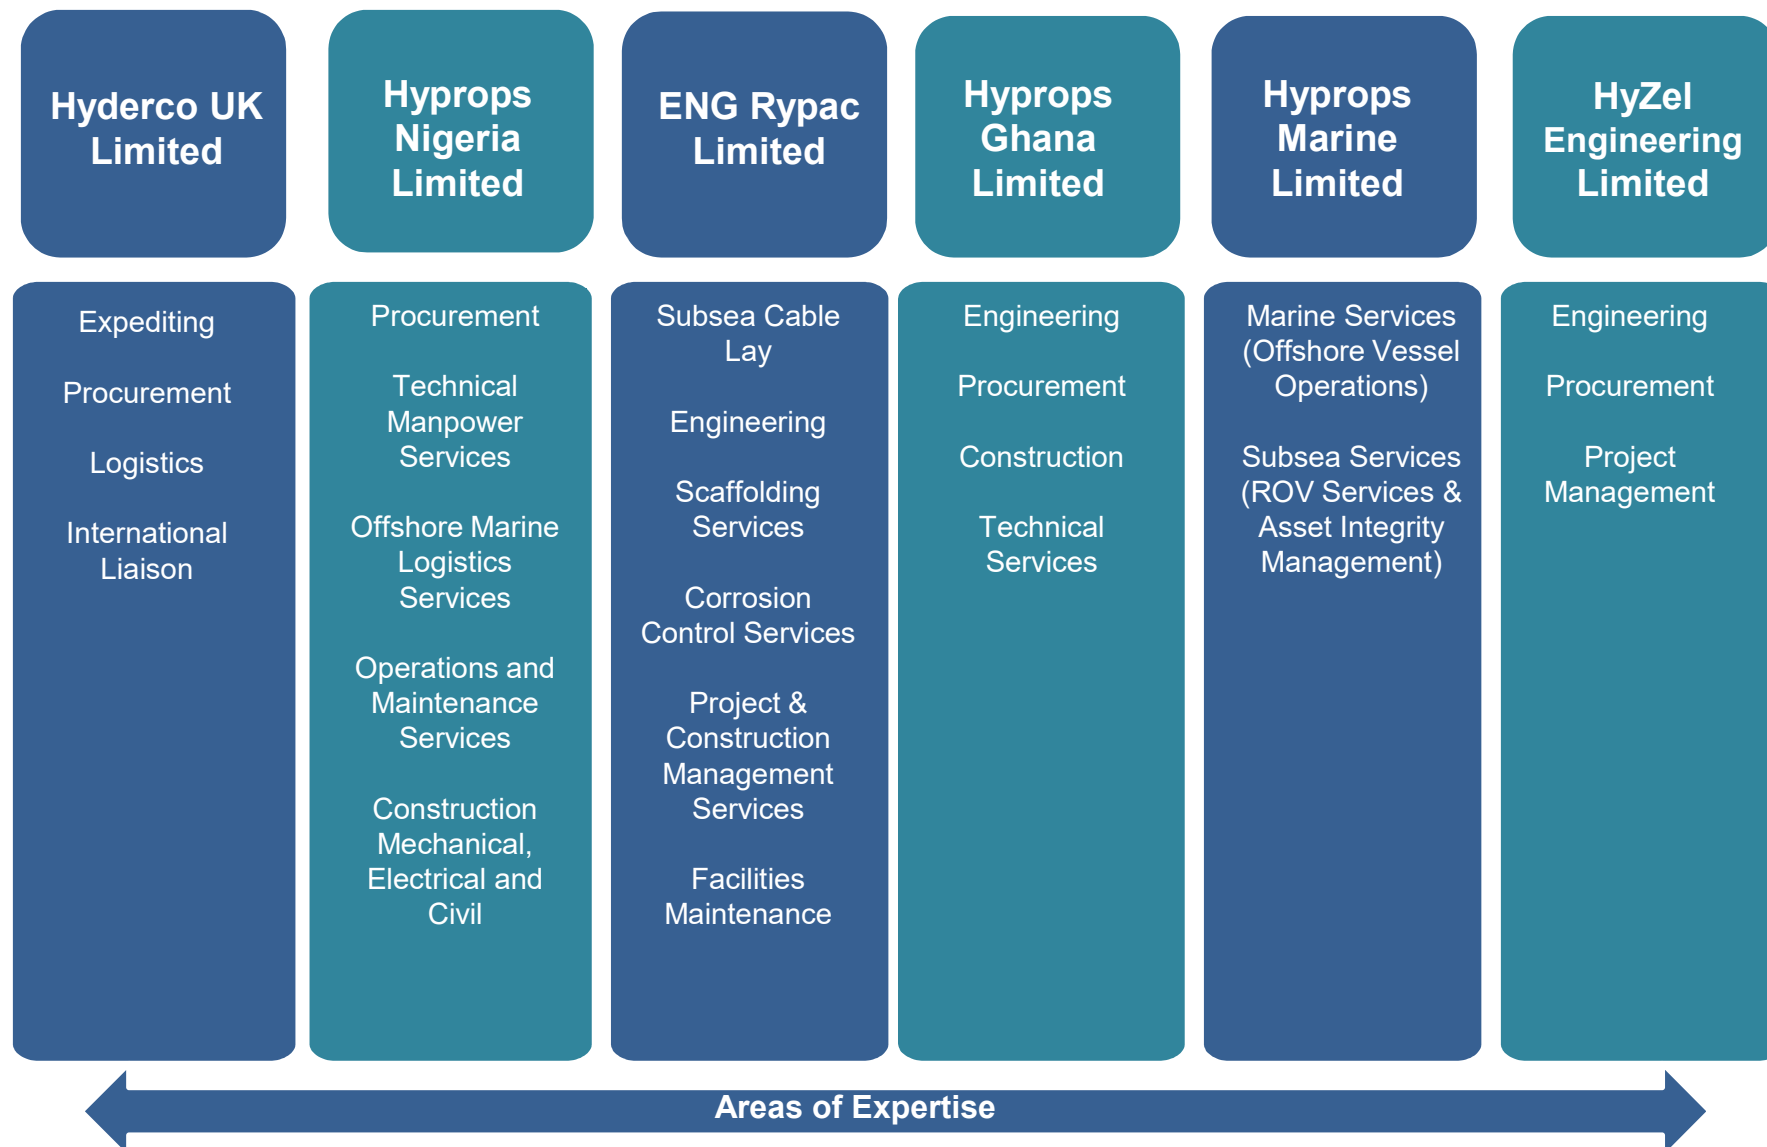 Hyderco UK
Limited
Hyprops
Nigeria
Limited
ENG Rypac
Limited
Hyprops
Ghana
Limited
Hyprops
Marine
Limited
HyZel
Engineering
Limited
Expediting
Procurement
Logistics
International
Liaison
Procurement
Technical
Manpower
Services
Offshore Marine
Logistics
Services
Operations and
Maintenance
Services
Construction
Mechanical,
Electrical and
Civil
Subsea Cable
Lay
Engineering
Scaffolding
Services
Corrosion
Control Services
Project &
Construction
Management
Services
Facilities
Maintenance
Engineering
Procurement
Construction
Technical
Services
Marine Services
(Offshore Vessel
Operations)
Subsea Services
(ROV Services &
Asset Integrity
Management)
Engineering
Procurement
Project
Management
Areas of Expertise